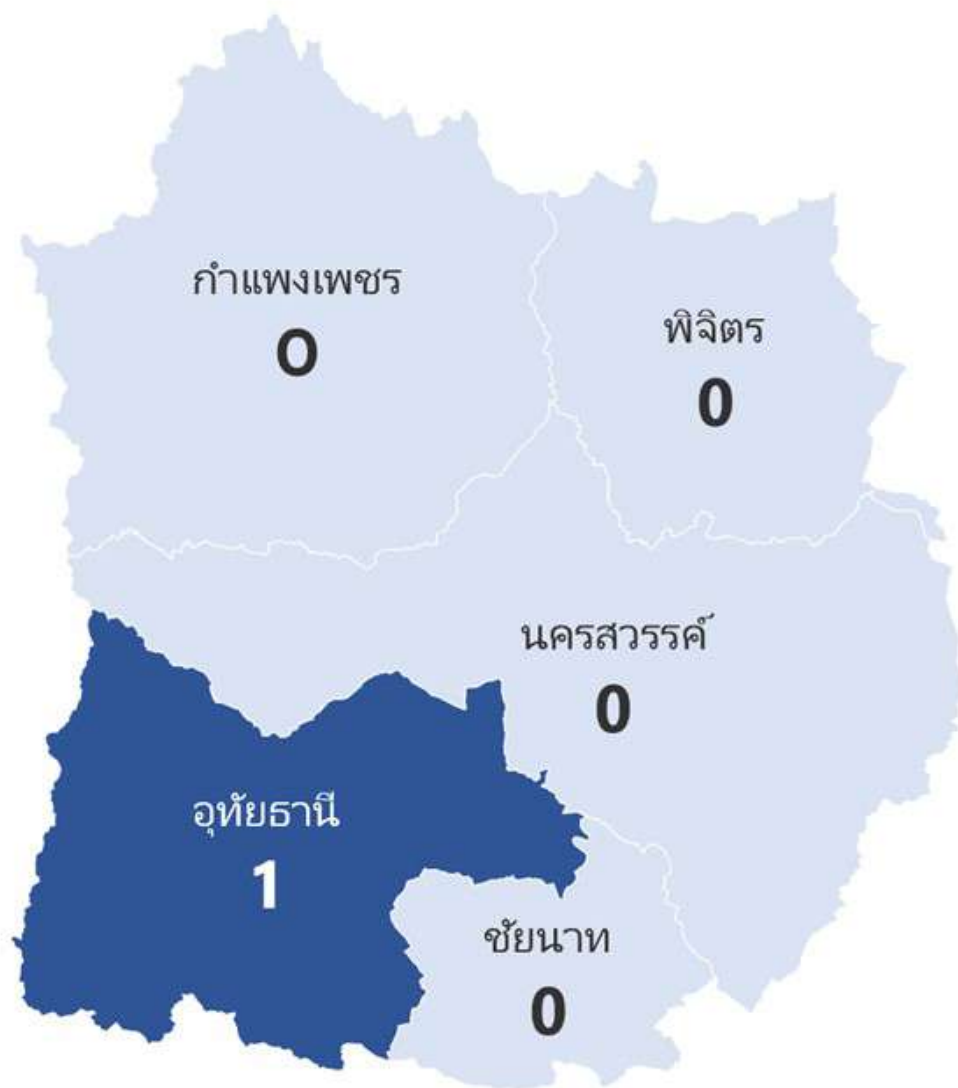 กำแพงเพชร
0
พิจิตร
0
นครสวรรค์
0
อุทัยธานี
1
ชัยนาท
0